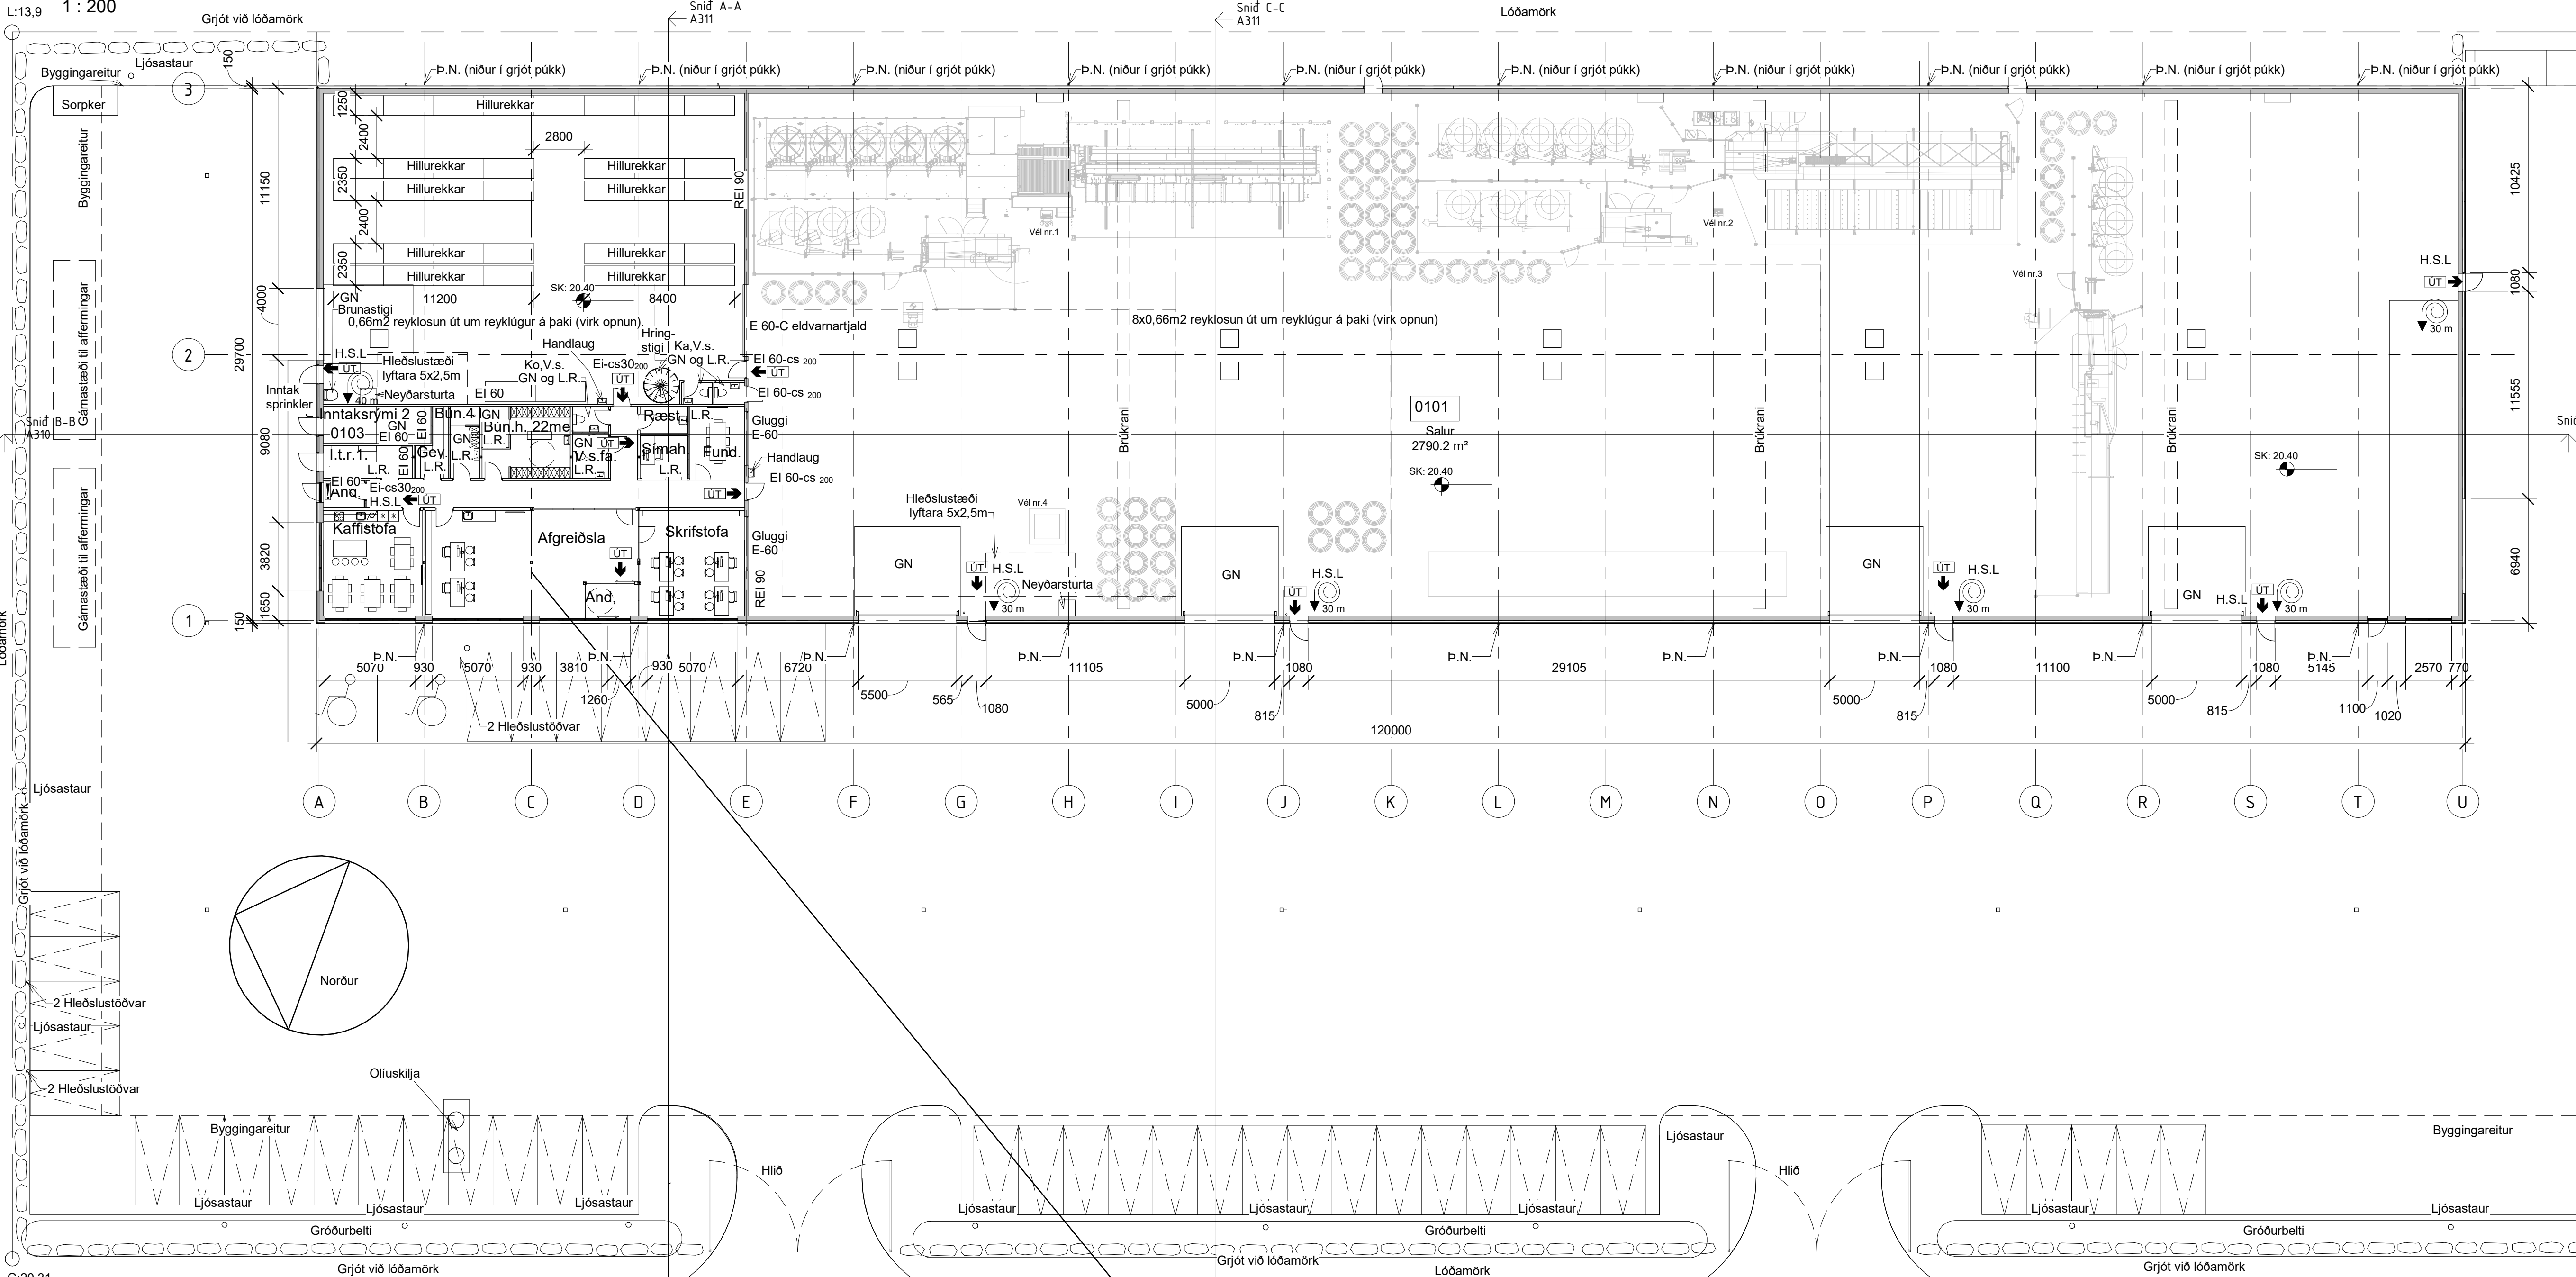 L:13,9
1 : 200
Grjót við lóðamörk
Snið A-A
A311
Snið C-C
A311
Lóðamörk
Byggingareitur
Ljósastaur
150
Þ.N. (niður í grjót púkk)
Þ.N. (niður í grjót púkk)
Þ.N. (niður í grjót púkk)
Þ.N. (niður í grjót púkk)
Þ.N. (niður í grjót púkk)
Þ.N. (niður í grjót púkk)
Þ.N. (niður í grjót púkk)
Þ.N. (niður í grjót púkk)
Þ.N. (niður í grjót púkk)
Þ.N. (niður í grjót púkk)
3
Sorpker
Byggingareitur
1250
Hillurekkar
2400
2800
2350
Hillurekkar
Hillurekkar
Hillurekkar
Hillurekkar
11150
2400
REI 90
Hillurekkar
Hillurekkar
2350
Hillurekkar
Hillurekkar
Vél nr.1
Vél nr.2
Vél nr.3
10425
H.S.L
ÚT
1080
30 m
4000
GN
Brunastigi
11200
SK: 20.40
8400
0,66m2 reyklosun út um reyklúgur á þaki (virk opnun).
E 60-C eldvarnartjald
8x0,66m2 reyklosun út um reyklúgur á þaki (virk opnun)
Gámastæði til affermingar
29700
2
H.S.L
ÚT
Hleðslustæði
lyftara 5x2,5m
Handlaug
Hring-
stigi
Ka,V.s.
GN og L.R.
Ko,V.s.
GN og L.R.
Ei-cs30 200
ÚT
EI 60-cs 200
ÚT
EI 60-cs 200
Inntak
sprinkler
40 m
Neyðarsturta
EI 60
Snið B-B
A310
Inntaksrými 2
0103
GN
EI 60
EI 60
Bún.4
GN
L.R.
Bún.h. 22me
Ræst.
L.R.
Gluggi
E-60
9080
I.t.r.1.
L.R.
EI 60
Gey.
L.R.
GN
L.R.
GN
ÚT
V.s.fa.
L.R.
Símah.
L.R.
Fund.
Handlaug
EI 60-cs 200
EI 60
And.
Ei-cs30 200
H.S.L
ÚT
ÚT
Brúkrani
Brúkrani
Brúkrani
0101
Salur
2790.2 m²
SK: 20.40
SK: 20.40
11555
Snið
Gámastæði til affermingar
Kaffistofa
Afgreiðsla
Skrifstofa
ÚT
And,
Gluggi
E-60
REI 90
3820
1650
150
1
Hleðslustæði
lyftara 5x2,5m
Vél nr.4
GN
ÚT
H.S.L
30 m
Neyðarsturta
GN
ÚT
H.S.L
30 m
GN
ÚT
H.S.L
30 m
GN
H.S.L
ÚT
30 m
6940
Lóðamörk
Þ.N.
Þ.N.
Þ.N.
Þ.N.
Þ.N.
Þ.N.
Þ.N.
Þ.N.
Þ.N.
Þ.N.
5070
930
5070
930
3810
930
5070
6720
11105
1080
29105
1080
11100
1080
5145
2570
770
1260
5500
565
1080
5000
815
5000
815
5000
815
1100
1020
2 Hleðslustöðvar
120000
Ljósastaur
A
B
C
D
E
F
G
H
I
J
K
L
M
N
O
P
Q
R
S
T
U
Grjót við lóðamörk
Norður
2 Hleðslustöðvar
Ljósastaur
2 Hleðslustöðvar
Olíuskilja
Byggingareitur
Hlið
Ljósastaur
Hlið
Byggingareitur
Ljósastaur
Ljósastaur
Ljósastaur
Ljósastaur
Ljósastaur
Ljósastaur
Ljósastaur
Ljósastaur
Gróðurbelti
Gróðurbelti
Gróðurbelti
Grjót við lóðamörk
Grjót við lóðamörk
Lóðamörk
Grjót við lóðamörk